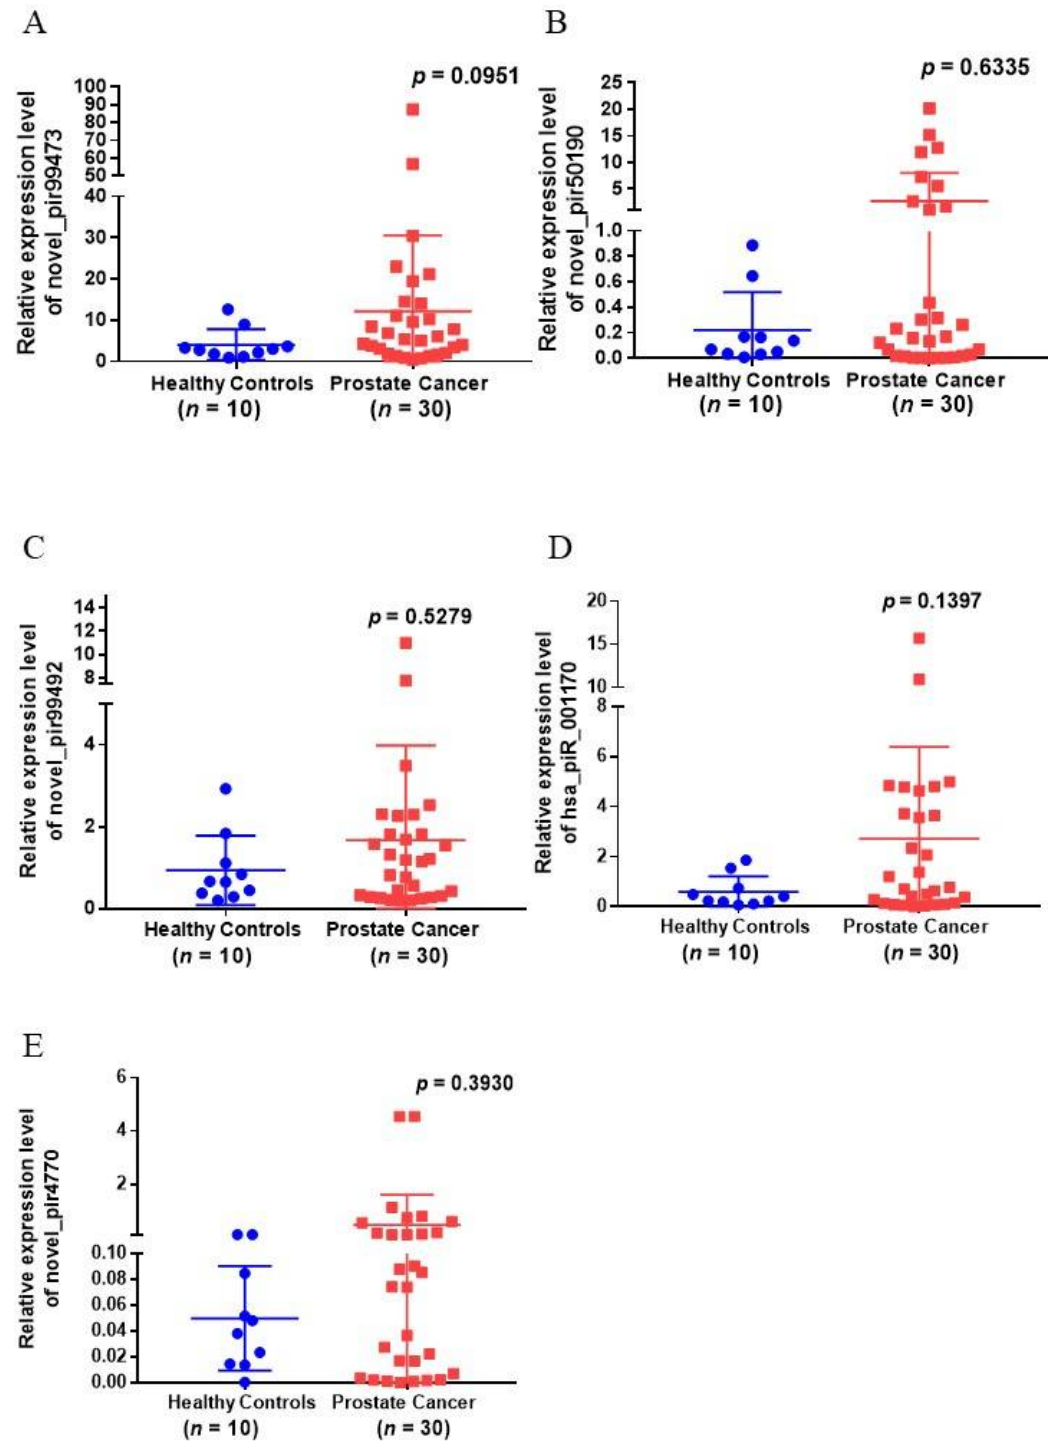 A
Relative expression level
of novel_pir99473
100
90
80
70
60
50
40
30
20
10
0
p = 0.0951
Healthy Controls
(n = 10)
Prostate Cancer
(n = 30)
B
Relative expression level
of novel_pir50190
25
20
15
10
5
1.0
0.8
0.6
0.4
0.2
0.0
p = 0.6335
Healthy Controls
(n = 10)
Prostate Cancer
(n = 30)
C
Relative expression level
of novel_pir99492
14
12
10
8
4
2
0
p = 0.5279
Healthy Controls
(n = 10)
Prostate Cancer
(n = 30)
D
Relative expression level
of hsa_piR_001170
20
15
10
8
6
4
2
0
p = 0.1397
Healthy Controls
(n = 10)
Prostate Cancer
(n = 30)
E
Relative expression level
of novel_pir4770
6
4
2
0.10
0.08
0.06
0.04
0.02
0.00
p = 0.3930
Healthy Controls
(n = 10)
Prostate Cancer
(n = 30)